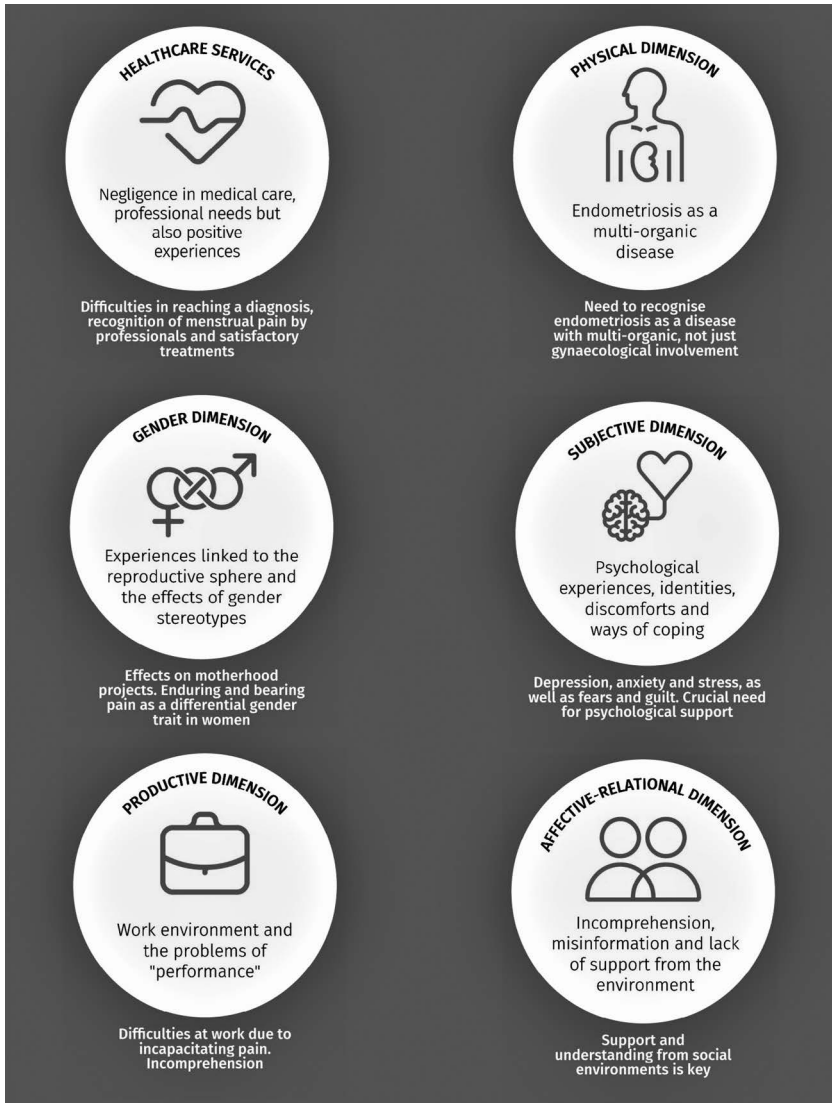 HEALTHCARE SERVICES
Negligence in medical care,
professional needs but
also positive
experiences
Difficulties in reaching a diagnosis,
recognition of menstrual pain by
professionals and satisfactory
treatments
PHYSICAL DIMENSION
Endometriosis as a
multi-organic
disease
Need to recognise
endometriosis as a disease
with multi-organic, not just
gynaecological involvement
GENDER DIMENSION
Experiences linked to the
reproductive sphere and
the effects of gender
stereotypes
Effects on motherhood
projects. Enduring and bearing
pain as a differential gender
trait in women
SUBJECTIVE DIMENSION
Psychological
experiences, identities,
discomforts and
ways of coping
Depression, anxiety and stress, as
well as fears and guilt. Crucial need
for psychological support
PRODUCTIVE DIMENSION
Work environment and
the problems of
"performance"
Difficulties at work due to
incapacitating pain.
Incomprehension
AFFECTIVE-RELATIONAL DIMENSION
Incomprehension,
misinformation and lack
of support from the
environment
Support and
understanding from social
environments is key